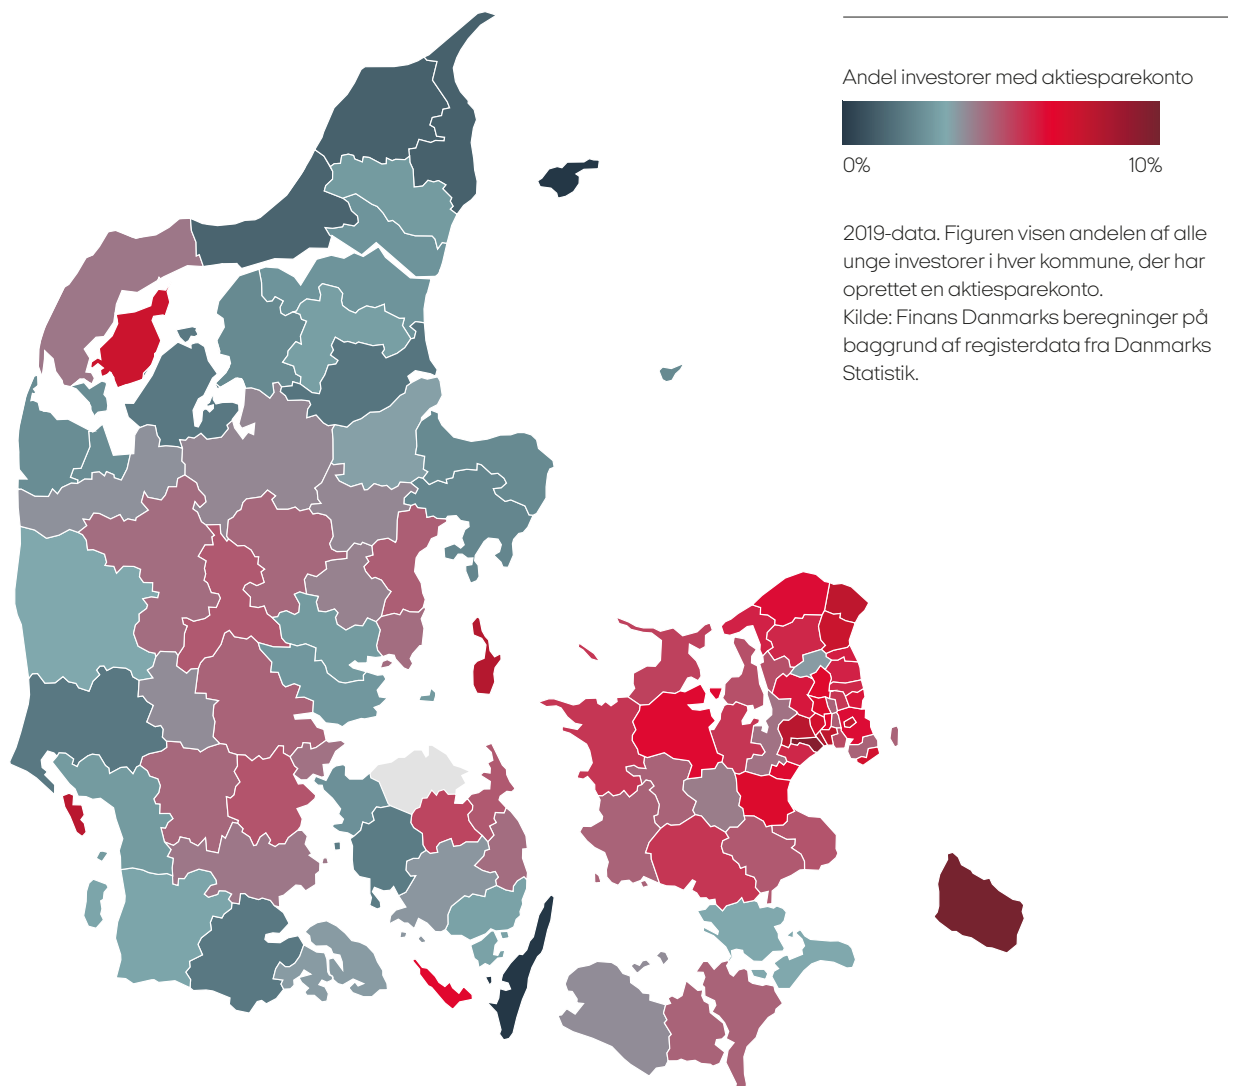 Andel investorer med aktiesparekonto
0% 10%
2019-data. Figuren visen andelen af alle
unge investorer i hver kommune, der har
oprettet en aktiesparekonto.
Kilde: Finans Danmarks beregninger på
baggrund af registerdata fra Danmarks
Statistik.